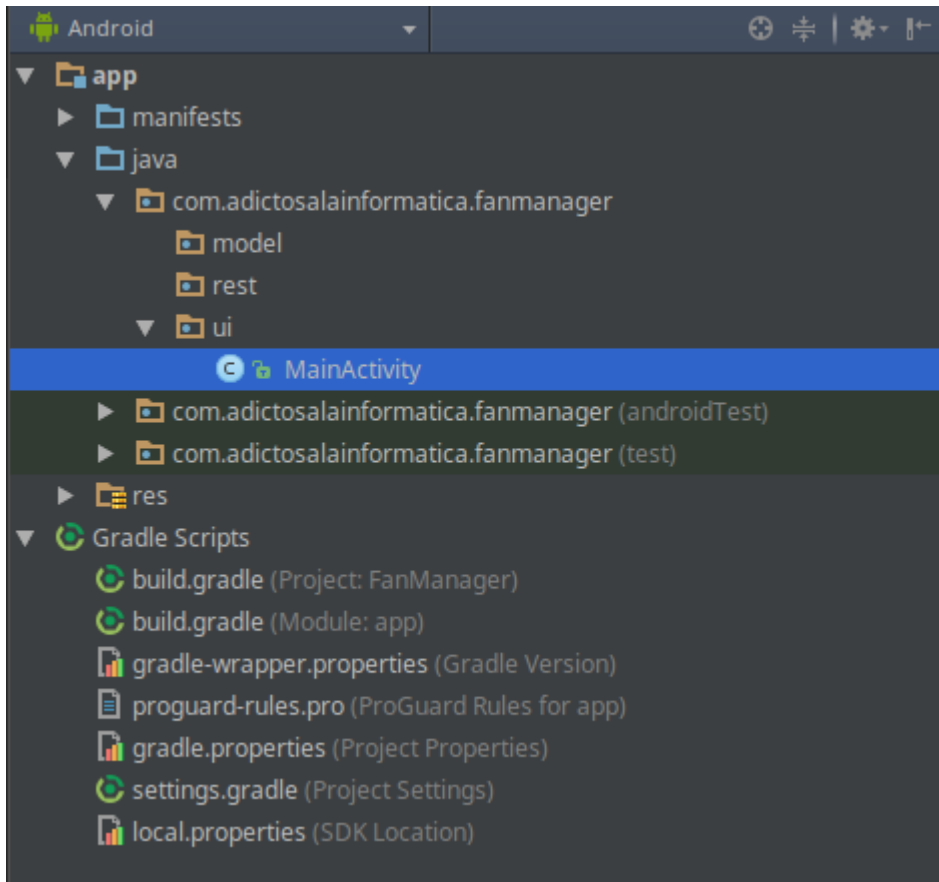 Android
app
manifests
java
com.adictosalainformatica.fanmanager
model
rest
ui
C MainActivity
com.adictosalainformatica.fanmanager (androidTest)
com.adictosalainformatica.fanmanager (test)
res
Gradle Scripts
build.gradle (Project: FanManager)
build.gradle (Module: app)
gradle-wrapper.properties (Gradle Version)
proguard-rules.pro (ProGuard Rules for app)
gradle.properties (Project Properties)
settings.gradle (Project Settings)
local.properties (SDK Location)